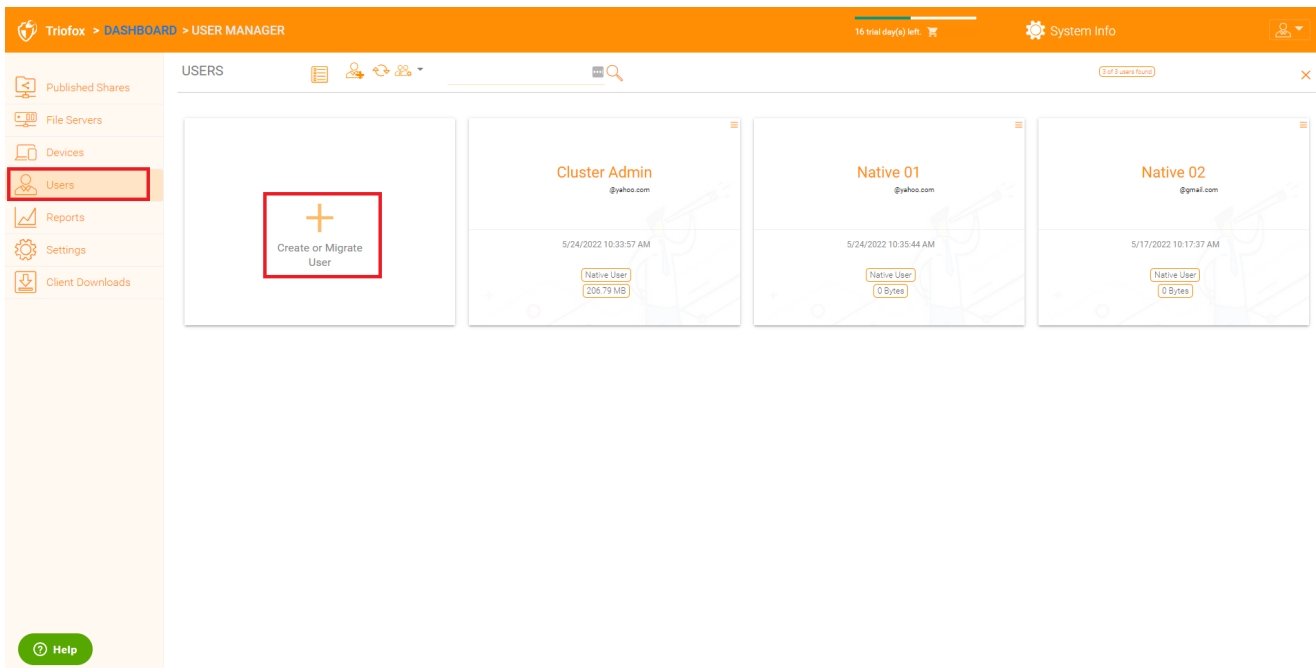 Triofox > DASHBOARD > USER MANAGER
16 trial day(s) left.
System Info
Published Shares
File Servers
Devices
Users
Reports
Settings
Client Downloads
Help
USERS
3 of 3 users found
Create or Migrate
User
Cluster Admin
@yahoo.com
5/24/2022 10:33:57 AM
Native User
206.79 MB
Native 01
@yahoo.com
5/24/2022 10:35:44 AM
Native User
0 Bytes
Native 02
@gmail.com
5/17/2022 10:17:37 AM
Native User
0 Bytes